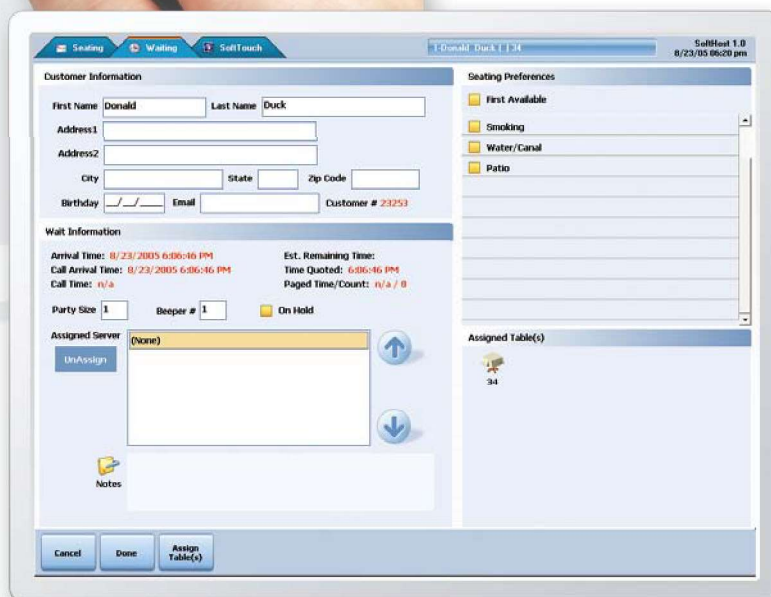 Seating Waiting SoftTouch 1-Donald Duck ( ) 34 SoftHost 1.0
8/23/05 06:20 pm
Customer Information
First Name Donald Last Name Duck
Address1
Address2
City State Zip Code
Birthday __/__/____ Email Customer # 23253
Wait Information
Arrival Time: 8/23/2005 6:06:46 PM Est. Remaining Time:
Call Arrival Time: 8/23/2005 6:06:46 PM Time Quoted: 6:06:46 PM
Call Time: n/a Paged Time/Count: n/a / 0
Party Size 1 Beeper # 1 On Hold
Assigned Server (None)
UnAssign
Notes
Seating Preferences
First Available
Smoking
Water/Canal
Patio
Assigned Table(s)
34
Cancel Done Assign
Table(s)